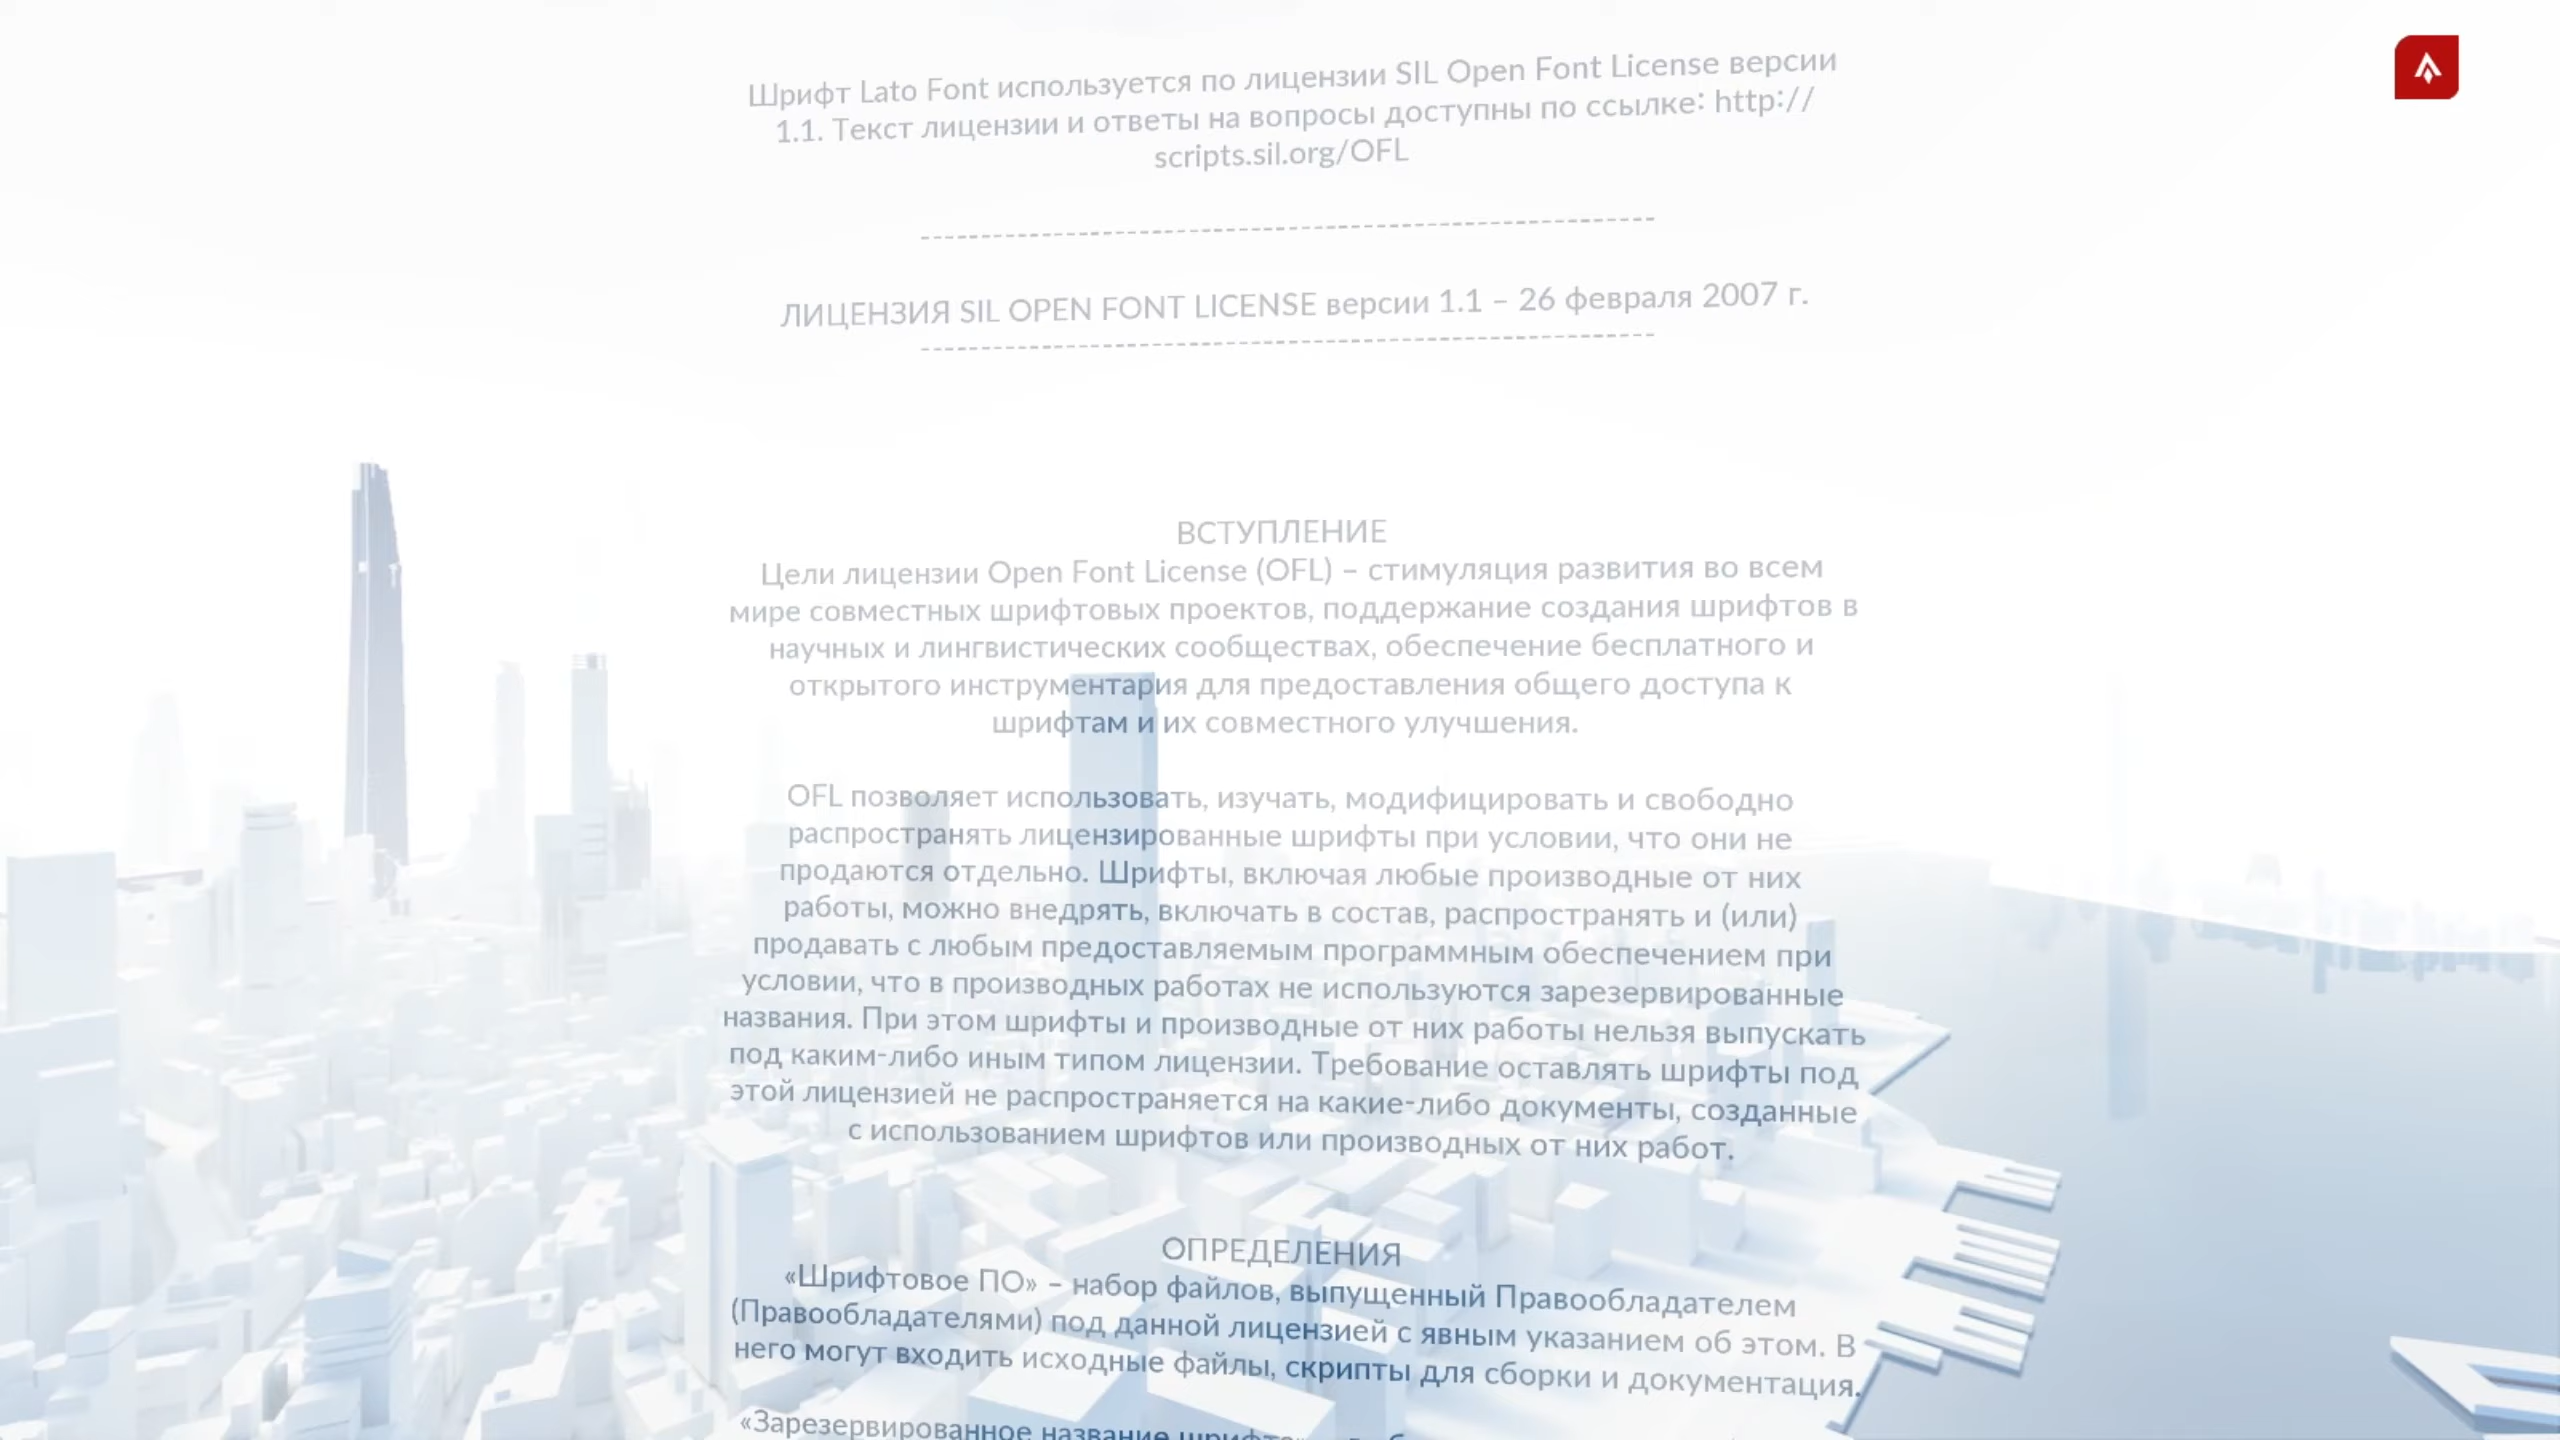 Шрифт Lato Font используется по лицензии SIL Open Font License версии
1.1. Текст лицензии и ответы на вопросы доступны по ссылке: http://
scripts.sil.org/OFL
ЛИЦЕНЗИЯ SIL OPEN FONT LICENSE версии 1.1 – 26 февраля 2007 г.
ВСТУПЛЕНИЕ
Цели лицензии Open Font License (OFL) – стимуляция развития во всем
мире совместных шрифтовых проектов, поддержание создания шрифтов в
научных и лингвистических сообществах, обеспечение бесплатного и
открытого инструментария для предоставления общего доступа к
шрифтам и их совместного улучшения.
OFL позволяет использовать, изучать, модифицировать и свободно
распространять лицензированные шрифты при условии, что они не
продаются отдельно. Шрифты, включая любые производные от них
работы, можно внедрять, включать в состав, распространять и (или)
продавать с любым предоставляемым программным обеспечением при
условии, что в производных работах не используются зарезервированные
названия. При этом шрифты и производные от них работы нельзя выпускать
под каким-либо иным типом лицензии. Требование оставлять шрифты под
этой лицензией не распространяется на какие-либо документы, созданные
с использованием шрифтов или производных от них работ.
ОПРЕДЕЛЕНИЯ
«Шрифтовое ПО» – набор файлов, выпущенный Правообладателем
(Правообладателями) под данной лицензией с явным указанием об этом. В
него могут входить исходные файлы, скрипты для сборки и документация.
«Зарезервированное название шрифта»